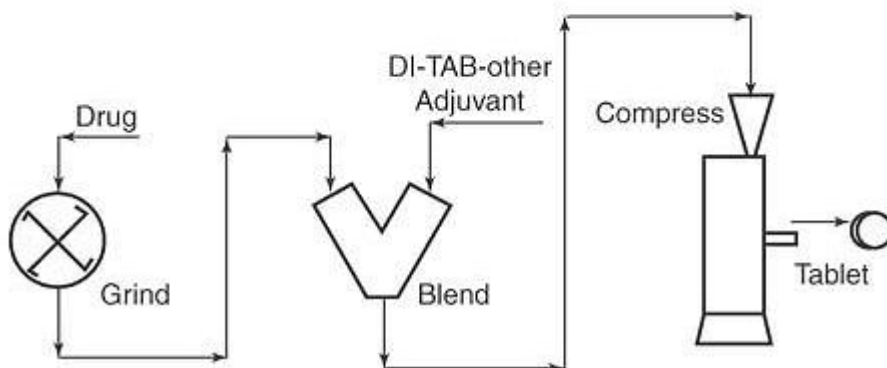 Drug
Grind
DI-TAB-other
Adjuvant
Blend
Compress
Tablet